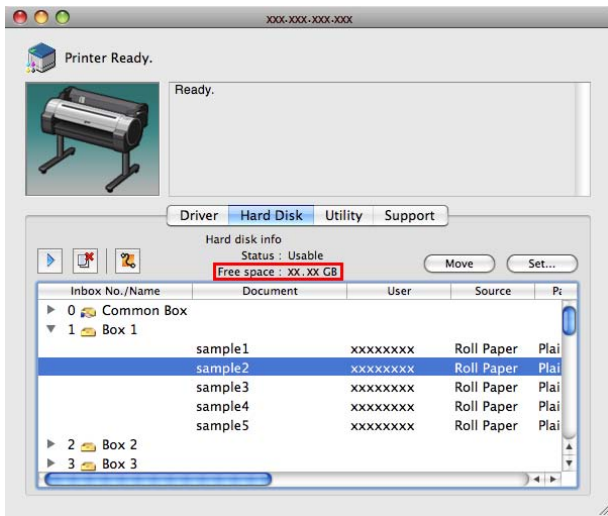 xxx-xxx-xxx-xxx
Printer Ready.
Ready.
Driver Hard Disk Utility Support
Hard disk info
Status : Usable
Free space : XX.XX GB
Move Set...
Inbox No./Name Document User Source Pa
0 Common Box
1 Box 1
sample1 xxxxxxxx Roll Paper Plai
sample2 xxxxxxxx Roll Paper Plai
sample3 xxxxxxxx Roll Paper Plai
sample4 xxxxxxxx Roll Paper Plai
sample5 xxxxxxxx Roll Paper Plai
2 Box 2
3 Box 3